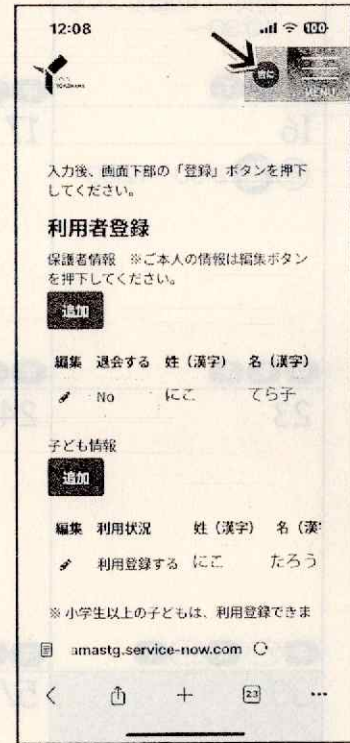 12:08
MENU
入力後、画面下部の「登録」ボタンを押下
してください。
利用者登録
保護者情報　※ご本人の情報は編集ボタン
を押下してください。
追加
編集　退会する　姓（漢字）　名（漢字）
No　にこ　てら子
子ども情報
追加
編集　利用状況　姓（漢字）　名（漢
利用登録する　にこ　たろう
※小学生以上の子どもは、利用登録できま
amastg.service-now.com
23